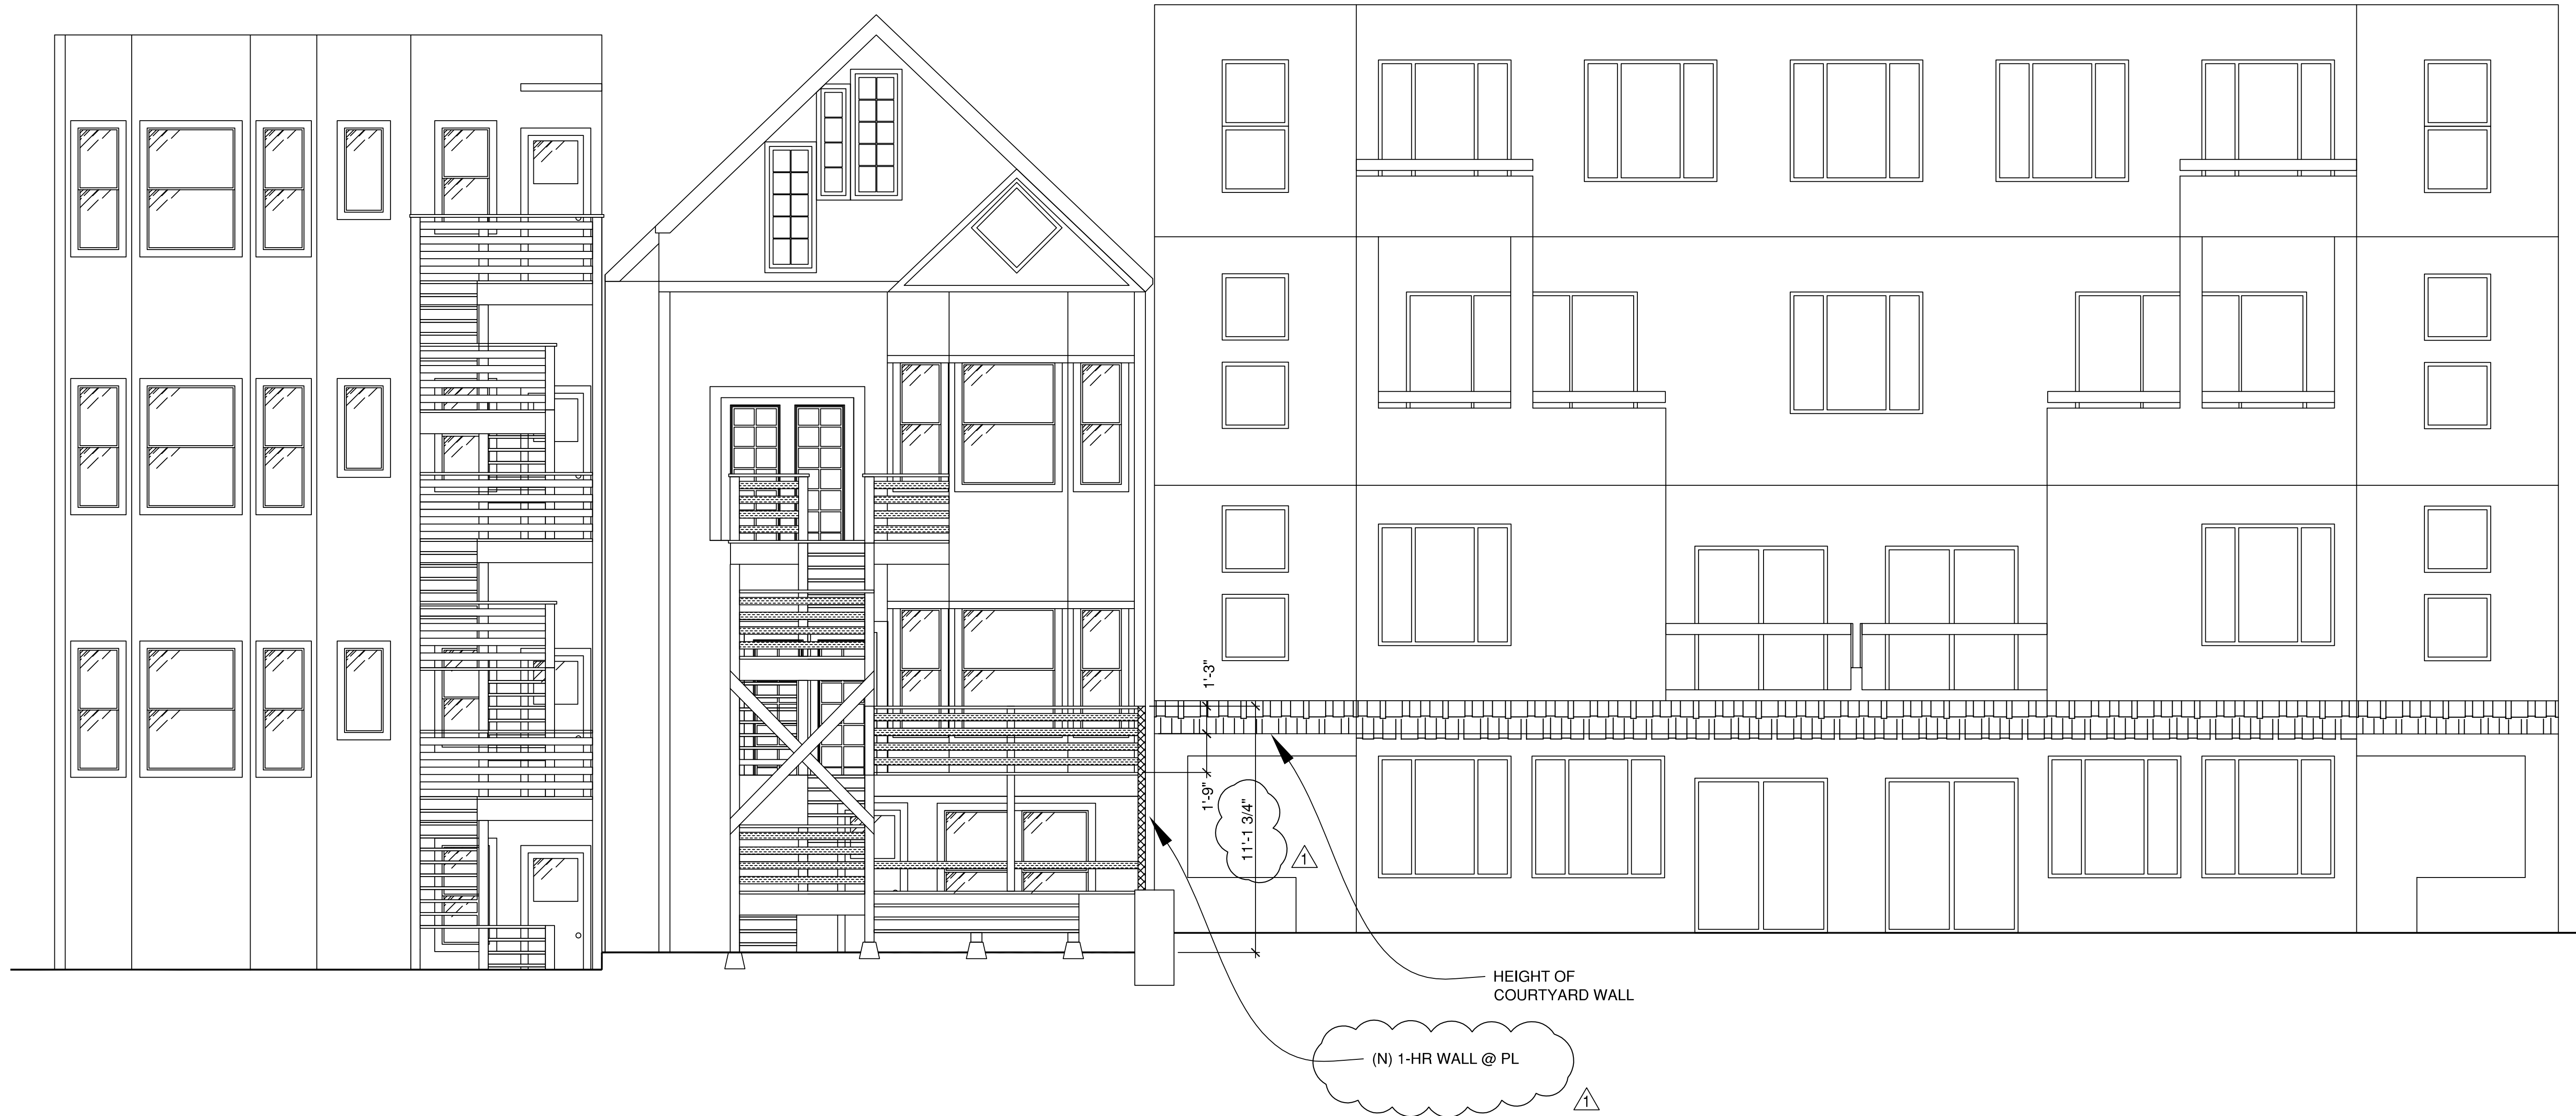 1'-3"
1'-9"
11'-1 3/4"
1
HEIGHT OF
COURTYARD WALL
(N) 1-HR WALL @ PL
1